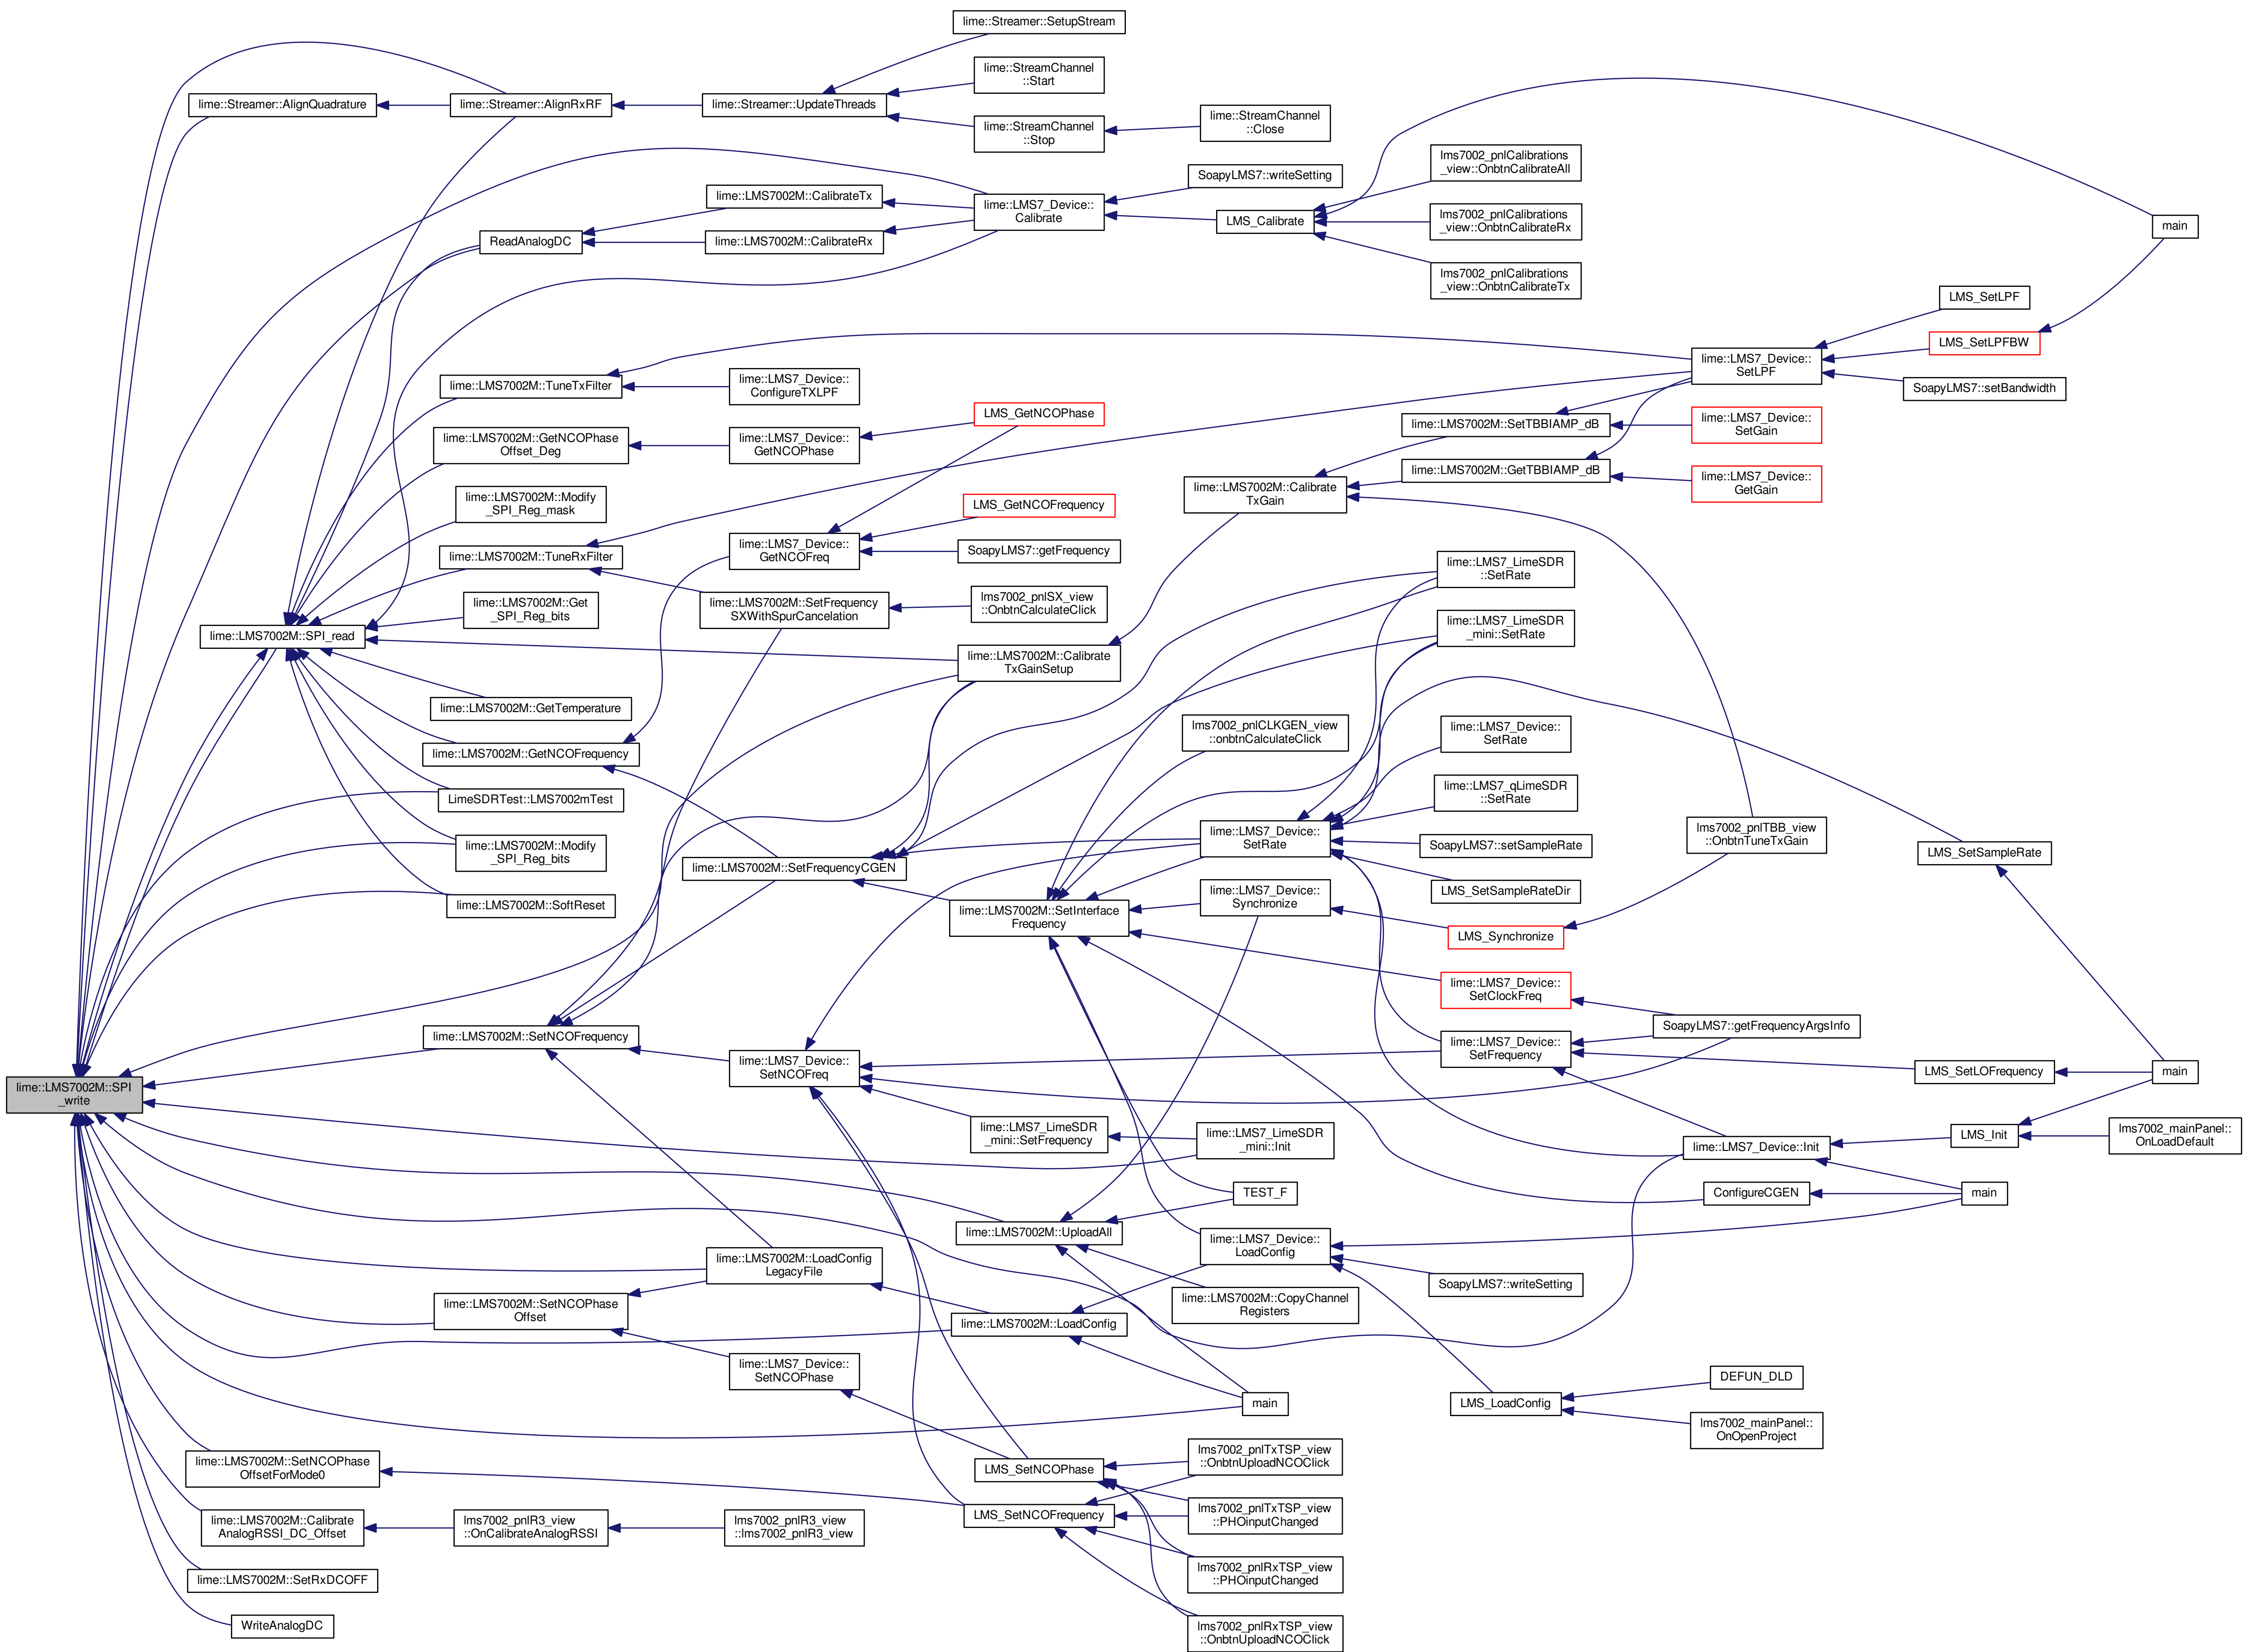 lime::Streamer::SetupStream
lime::StreamChannel
::Start
lime::Streamer::AlignQuadrature
lime::Streamer::AlignRxRF
lime::Streamer::UpdateThreads
lime::StreamChannel
::Stop
lime::StreamChannel
::Close
lms7002_pnlCalibrations
_view::OnbtnCalibrateAll
SoapyLMS7::writeSetting
lime::LMS7002M::CalibrateTx
lime::LMS7_Device::
Calibrate
LMS_Calibrate
lms7002_pnlCalibrations
_view::OnbtnCalibrateRx
main
ReadAnalogDC
lime::LMS7002M::CalibrateRx
lms7002_pnlCalibrations
_view::OnbtnCalibrateTx
LMS_SetLPF
LMS_SetLPFBW
lime::LMS7_Device::
SetLPF
SoapyLMS7::setBandwidth
lime::LMS7002M::TuneTxFilter
lime::LMS7_Device::
ConfigureTXLPF
LMS_GetNCOPhase
lime::LMS7002M::SetTBBIAMP_dB
lime::LMS7_Device::
SetGain
lime::LMS7002M::GetNCOPhase
Offset_Deg
lime::LMS7_Device::
GetNCOPhase
lime::LMS7002M::GetTBBIAMP_dB
lime::LMS7_Device::
GetGain
lime::LMS7002M::Calibrate
TxGain
lime::LMS7002M::Modify
_SPI_Reg_mask
LMS_GetNCOFrequency
lime::LMS7002M::TuneRxFilter
lime::LMS7_Device::
GetNCOFreq
SoapyLMS7::getFrequency
lime::LMS7_LimeSDR
::SetRate
lime::LMS7002M::Get
_SPI_Reg_bits
lime::LMS7002M::SetFrequency
SXWithSpurCancelation
lms7002_pnlSX_view
::OnbtnCalculateClick
lime::LMS7002M::SPI_read
lime::LMS7_LimeSDR
_mini::SetRate
lime::LMS7002M::Calibrate
TxGainSetup
lime::LMS7002M::GetTemperature
lms7002_pnlCLKGEN_view
::onbtnCalculateClick
lime::LMS7_Device::
SetRate
lime::LMS7002M::GetNCOFrequency
LimeSDRTest::LMS7002mTest
lime::LMS7_qLimeSDR
::SetRate
lime::LMS7002M::Modify
_SPI_Reg_bits
lime::LMS7_Device::
SetRate
SoapyLMS7::setSampleRate
lms7002_pnlTBB_view
::OnbtnTuneTxGain
LMS_SetSampleRate
lime::LMS7002M::SetFrequencyCGEN
LMS_SetSampleRateDir
lime::LMS7002M::SoftReset
lime::LMS7002M::SetInterface
Frequency
lime::LMS7_Device::
Synchronize
LMS_Synchronize
lime::LMS7_Device::
SetClockFreq
SoapyLMS7::getFrequencyArgsInfo
lime::LMS7002M::SetNCOFrequency
lime::LMS7_Device::
SetNCOFreq
lime::LMS7_Device::
SetFrequency
LMS_SetLOFrequency
main
lime::LMS7002M::SPI
_write
lime::LMS7_LimeSDR
_mini::SetFrequency
lime::LMS7_LimeSDR
_mini::Init
lime::LMS7_Device::Init
LMS_Init
lms7002_mainPanel::
OnLoadDefault
TEST_F
ConfigureCGEN
main
lime::LMS7002M::UploadAll
lime::LMS7_Device::
LoadConfig
lime::LMS7002M::LoadConfig
LegacyFile
SoapyLMS7::writeSetting
lime::LMS7002M::CopyChannel
Registers
lime::LMS7002M::SetNCOPhase
Offset
lime::LMS7002M::LoadConfig
lime::LMS7_Device::
SetNCOPhase
DEFUN_DLD
main
LMS_LoadConfig
lms7002_mainPanel::
OnOpenProject
lime::LMS7002M::SetNCOPhase
OffsetForMode0
LMS_SetNCOPhase
lms7002_pnlTxTSP_view
::OnbtnUploadNCOClick
lime::LMS7002M::Calibrate
AnalogRSSI_DC_Offset
lms7002_pnlR3_view
::OnCalibrateAnalogRSSI
lms7002_pnlR3_view
::lms7002_pnlR3_view
LMS_SetNCOFrequency
lms7002_pnlTxTSP_view
::PHOinputChanged
lime::LMS7002M::SetRxDCOFF
lms7002_pnlRxTSP_view
::PHOinputChanged
WriteAnalogDC
lms7002_pnlRxTSP_view
::OnbtnUploadNCOClick